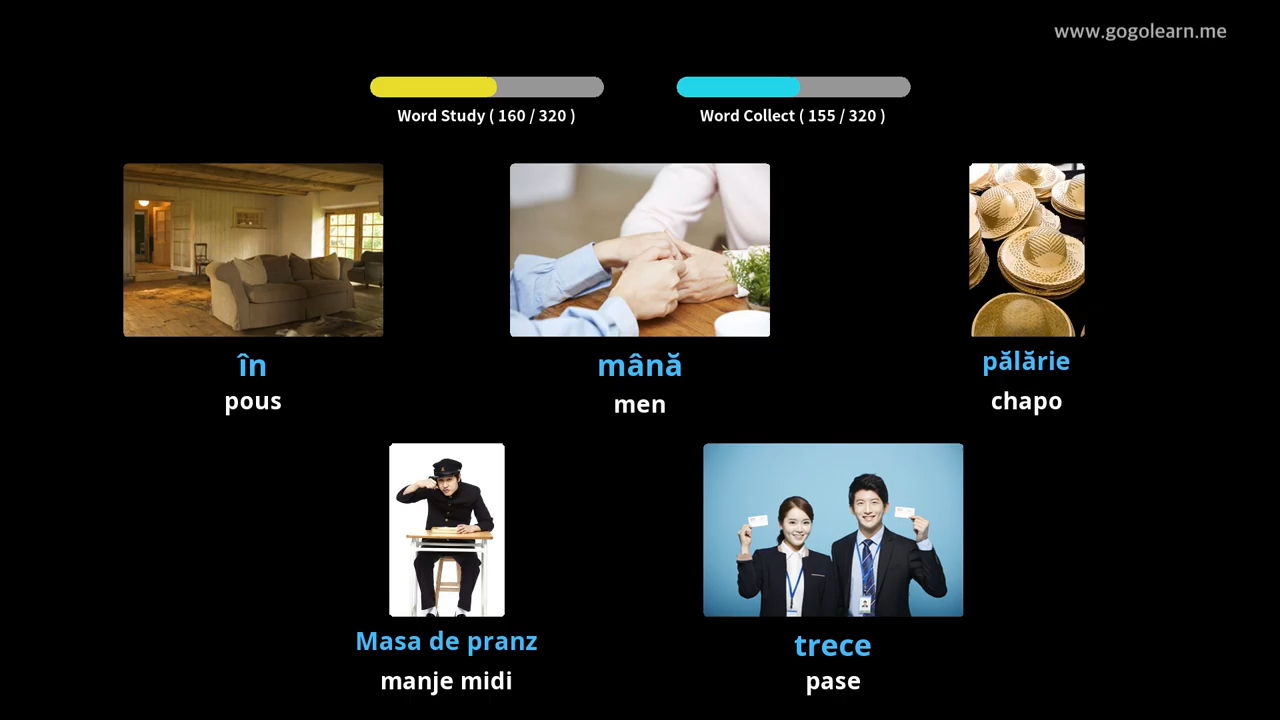 www.gogolearn.me
Word Study ( 160 / 320 )
Word Collect ( 155 / 320 )
în
pous
mână
men
pălărie
chapo
Masa de pranz
manje midi
trece
pase